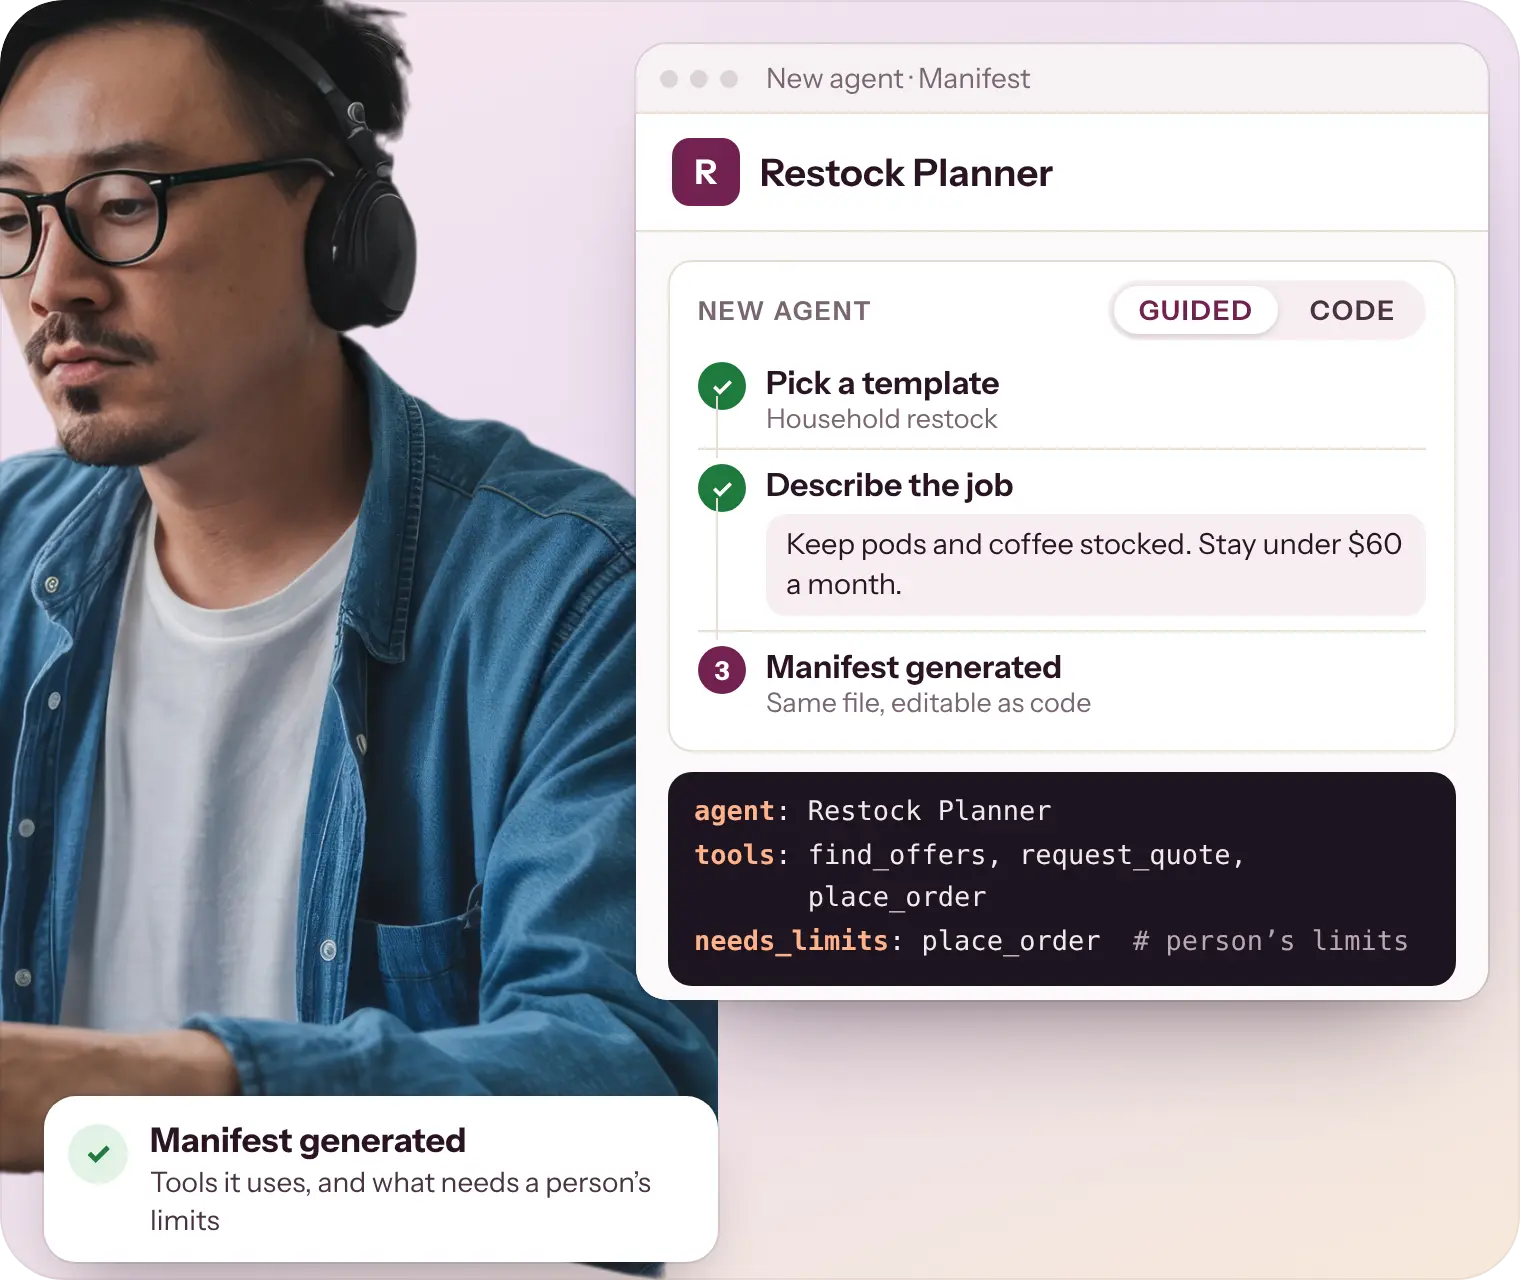 New agent · Manifest
R
Restock Planner
NEW AGENT
GUIDED
CODE
Pick a template
Household restock
Describe the job
Keep pods and coffee stocked. Stay under $60
a month.
3
Manifest generated
Same file, editable as code
agent: Restock Planner
tools: find_offers, request_quote,
place_order
needs_limits: place_order  # person’s limits
Manifest generated
Tools it uses, and what needs a person’s
limits